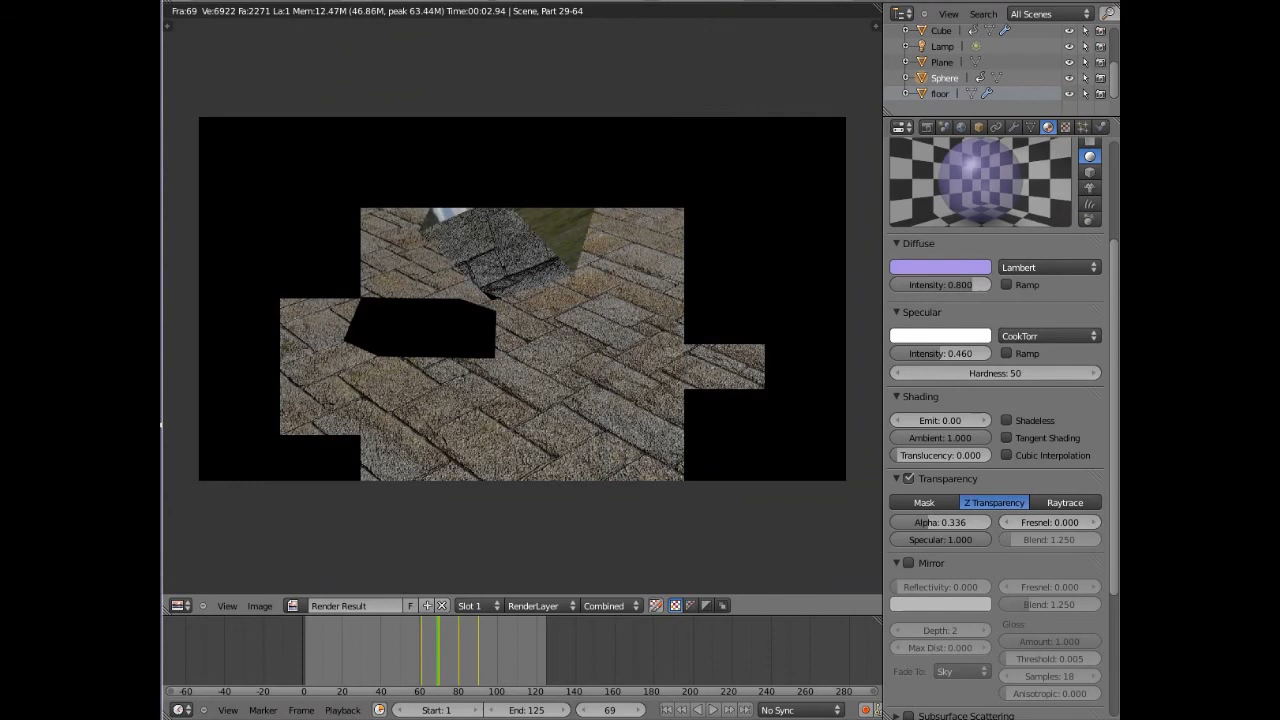 Fra:69 Ve:6922 Fa:2271 La:1 Mem:12.47M (46.86M, peak 63.44M) Time:00:02.94 | Scene, Part 29-64
View Search All Scenes
Cube
Lamp
Plane
Sphere
floor
Diffuse
Lambert
Intensity: 0.800 Ramp
Specular
CookTorr
Intensity: 0.460 Ramp
Hardness: 50
Shading
Emit: 0.00 Shadeless
Ambient: 1.000 Tangent Shading
Translucency: 0.000 Cubic Interpolation
Transparency
Mask Z Transparency Raytrace
Alpha: 0.336 Fresnel: 0.000
Specular: 1.000 Blend: 1.250
Mirror
Reflectivity: 0.000 Fresnel: 0.000
Blend: 1.250
Depth: 2 Gloss:
Max Dist: 0.000 Amount: 1.000
Threshold: 0.005
Fade To: Sky Samples: 18
Anisotropic: 0.000
Subsurface Scattering
View Image Render Result F Slot 1 RenderLayer Combined
-60 -40 -20 0 20 40 60 80 100 120 140 160 180 200 220 240 260 280
View Marker Frame Playback Start: 1 End: 125 69 No Sync